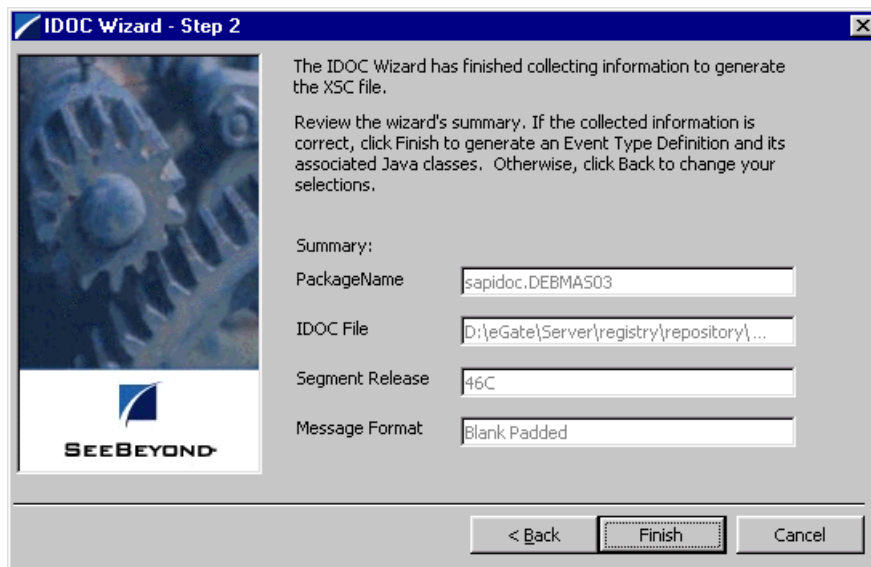 IDOC Wizard - Step 2
The IDOC Wizard has finished collecting information to generate
the XSC file.
Review the wizard's summary. If the collected information is
correct, click Finish to generate an Event Type Definition and its
associated Java classes.  Otherwise, click Back to change your
selections.
Summary:
PackageName
sapidoc.DEBMAS03
IDOC File
D:\eGate\Server\registry\repository\ ...
Segment Release
46C
Message Format
Blank Padded
SEEBEYOND
< Back
Finish
Cancel